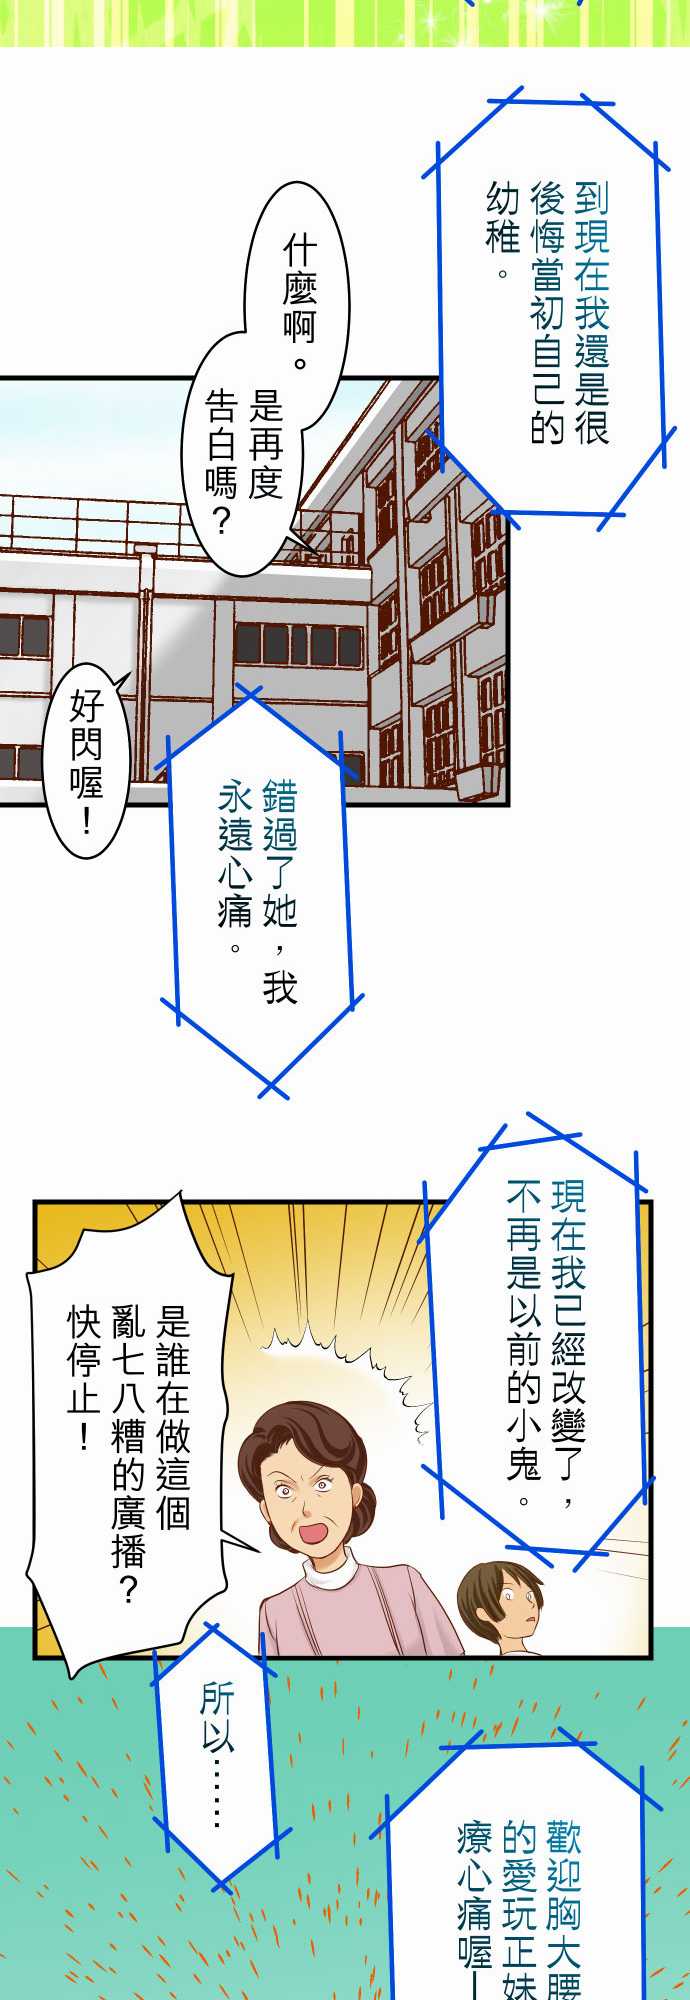 到現在我還是很
後悔當初自己的
幼稚。
什麼啊。
是再度
告白嗎？
好閃喔！
錯過了她，我
永遠心痛。
現在我已經改變了，
不再是以前的小鬼。
是誰在做這個
亂七八糟的廣播？
快停止！
所以……
歡迎胸大腰
的愛玩正妹
療心痛喔－